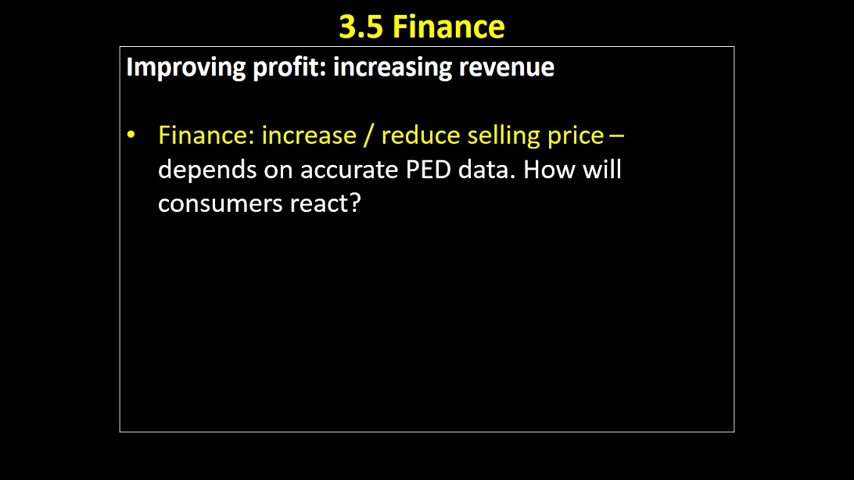 3.5 Finance
Improving profit: increasing revenue
• Finance: increase / reduce selling price –
depends on accurate PED data. How will
consumers react?